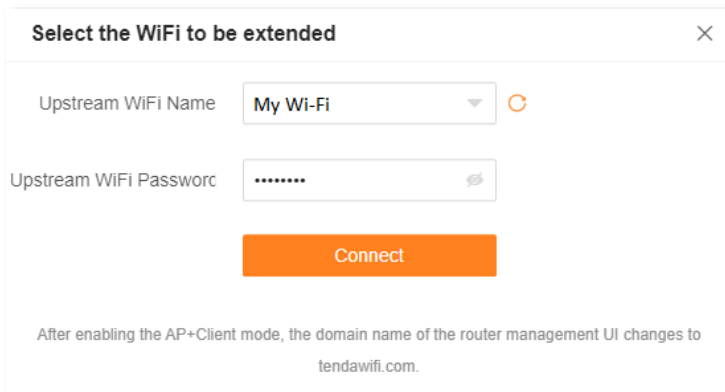 Select the WiFi to be extended
Upstream WiFi Name My Wi-Fi
Upstream WiFi Password ••••••••
Connect
After enabling the AP+Client mode, the domain name of the router management UI changes to
tendawifi.com.